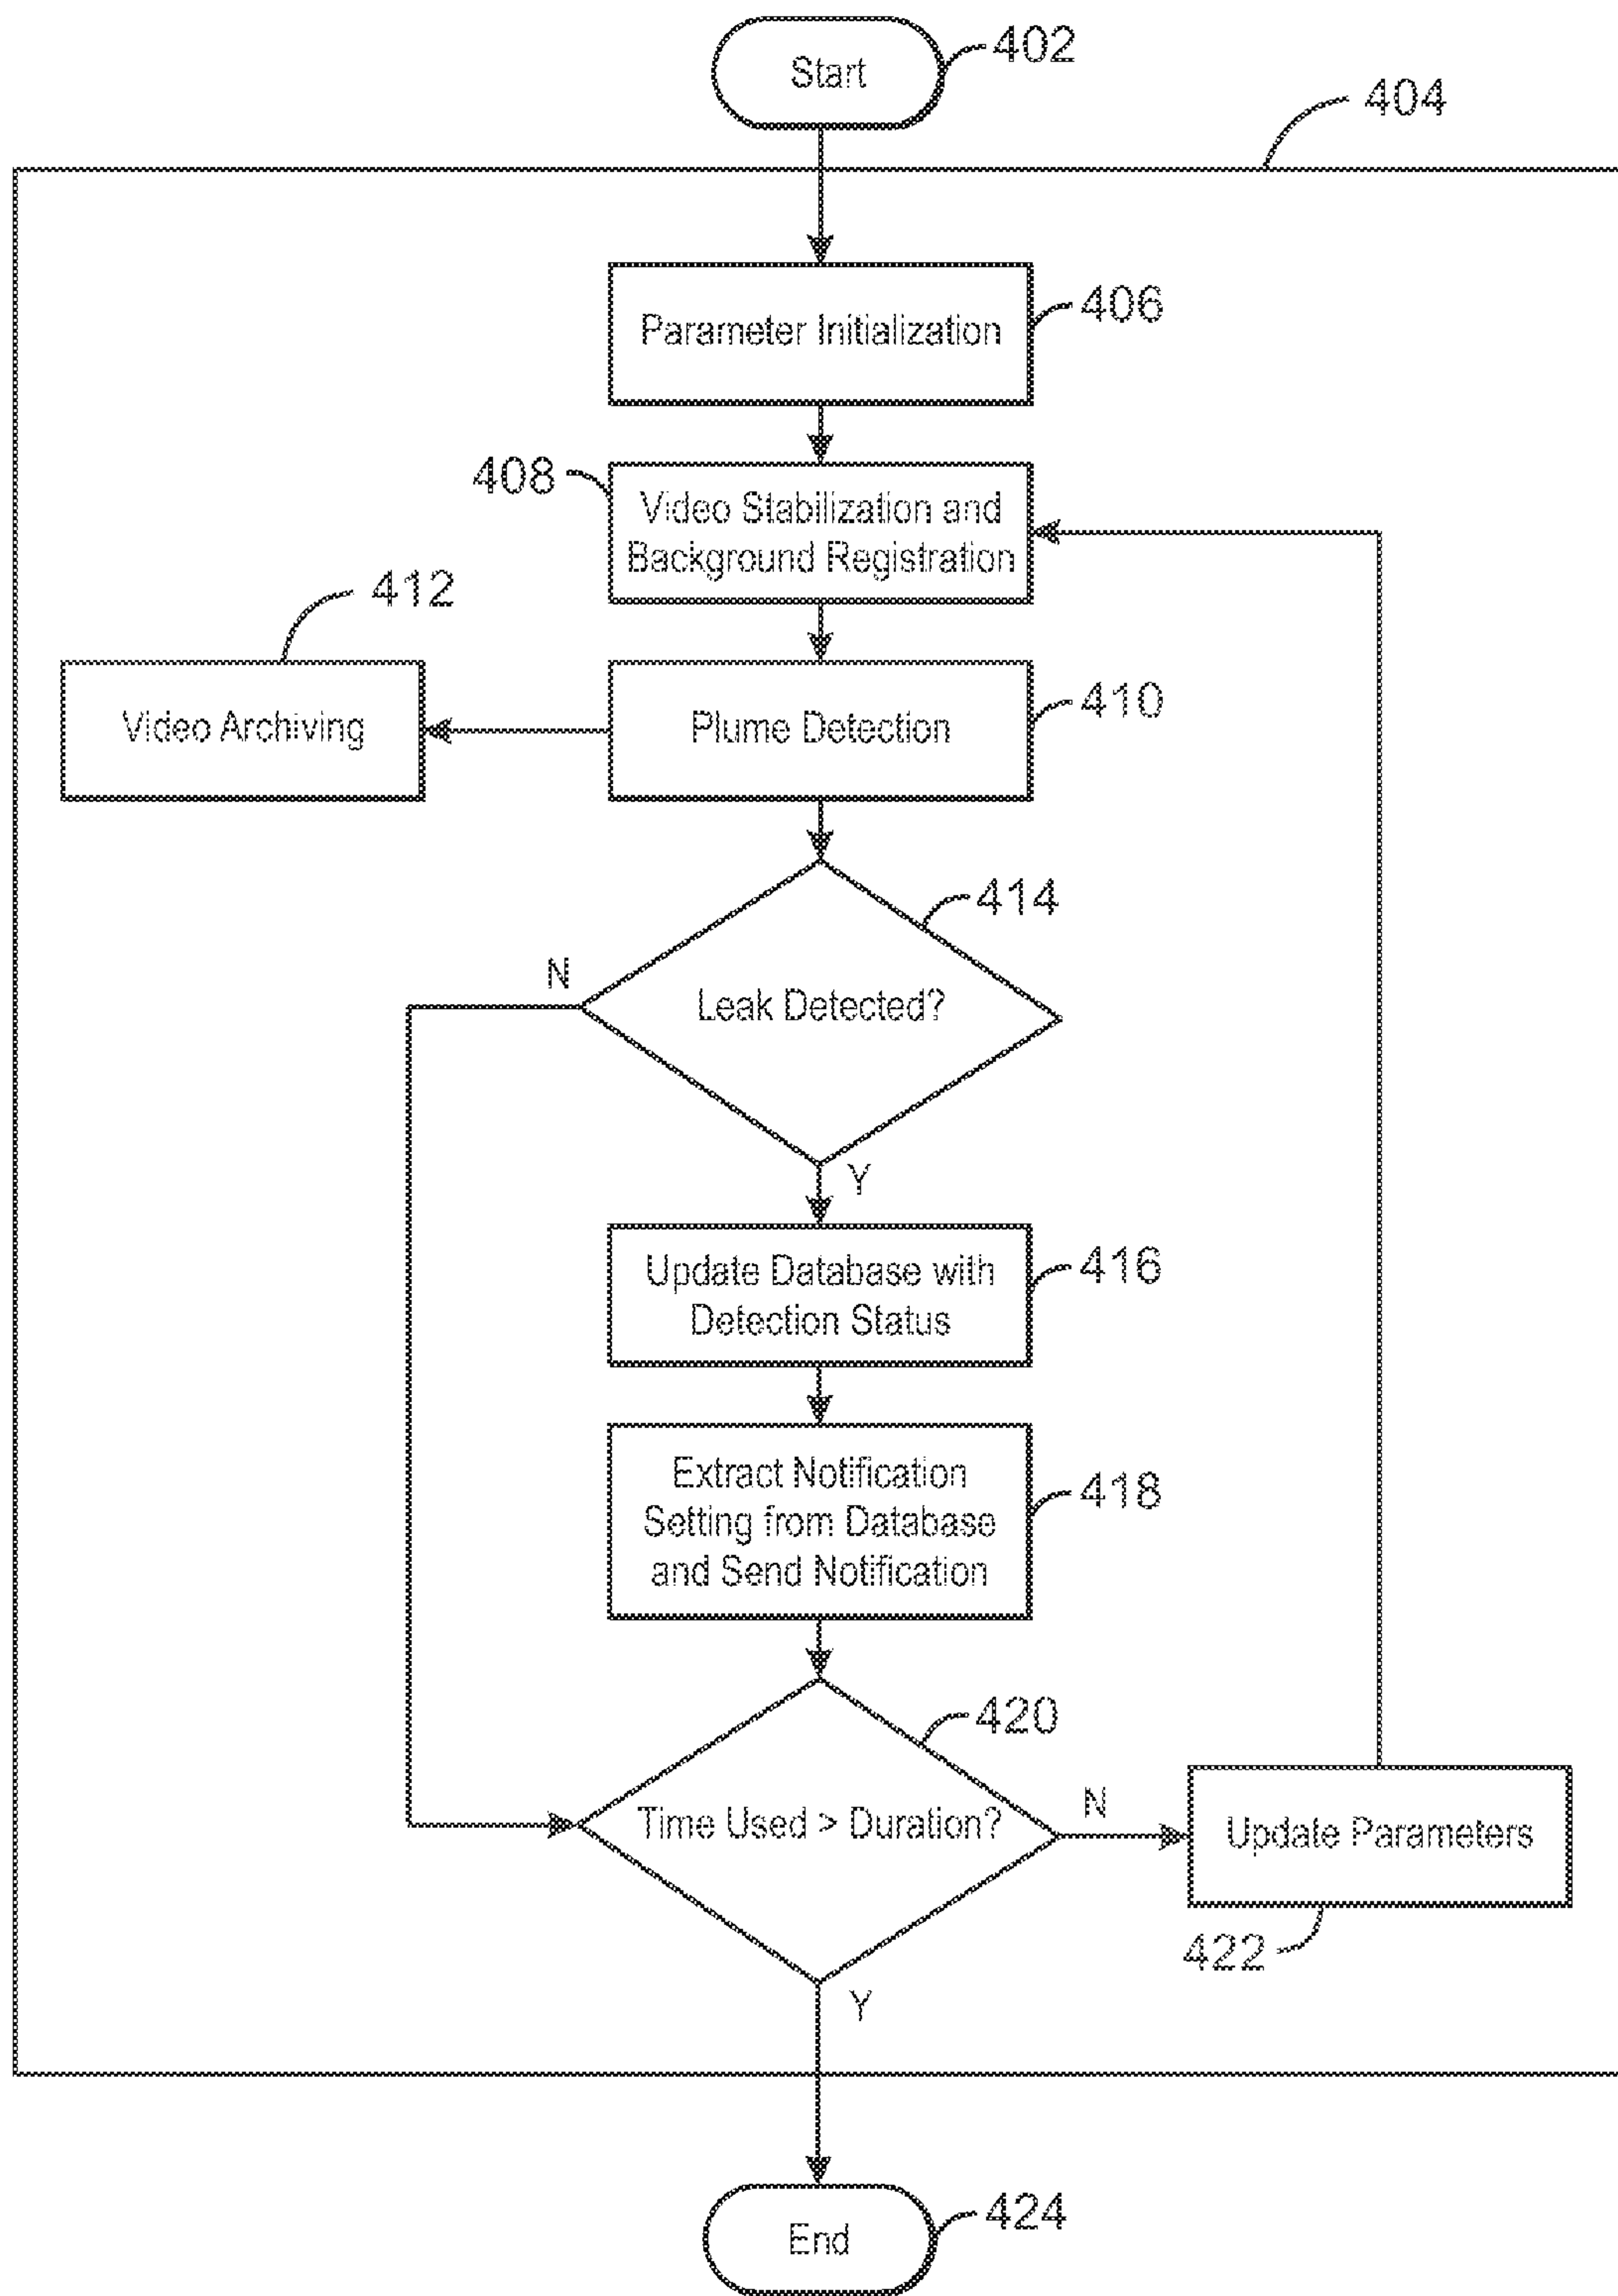 Start
402
404
Parameter Initialization
406
408
Video Stabilization and
Background Registration
412
Video Archiving
Plume Detection
410
414
N
Leak Detected?
Y
Update Database with
Detection Status
416
Extract Notification
Setting from Database
and Send Notification
418
420
Time Used > Duration?
N
Update Parameters
422
Y
End
424